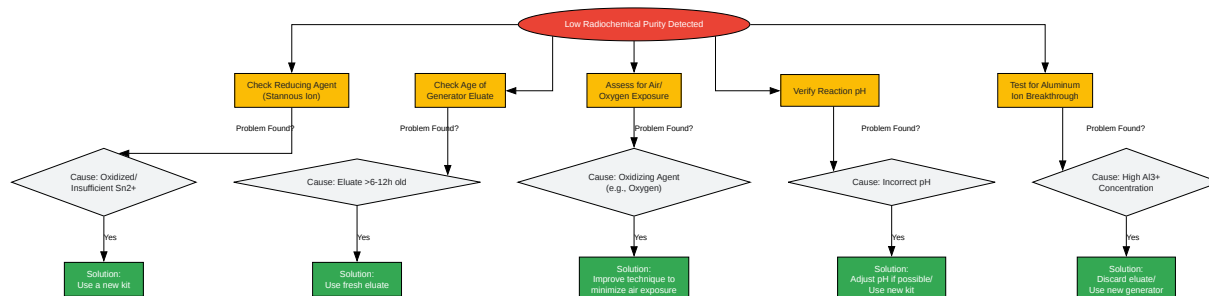 Low Radiochemical Purity Detected
Check Reducing Agent
(Stannous Ion)
Check Age of
Generator Eluate
Assess for Air/
Oxygen Exposure
Verify Reaction pH
Test for Aluminum
Ion Breakthrough
Problem Found?
Problem Found?
Problem Found?
Problem Found?
Problem Found?
Cause: Oxidized/
Insufficient Sn2+
Cause: Eluate >6-12h old
Cause: Oxidizing Agent
(e.g., Oxygen)
Cause: Incorrect pH
Cause: High Al3+
Concentration
Yes
Yes
Yes
Yes
Yes
Solution:
Use a new kit
Solution:
Use fresh eluate
Solution:
Improve technique to
minimize air exposure
Solution:
Adjust pH if possible/
Use new kit
Solution:
Discard eluate/
Use new generator